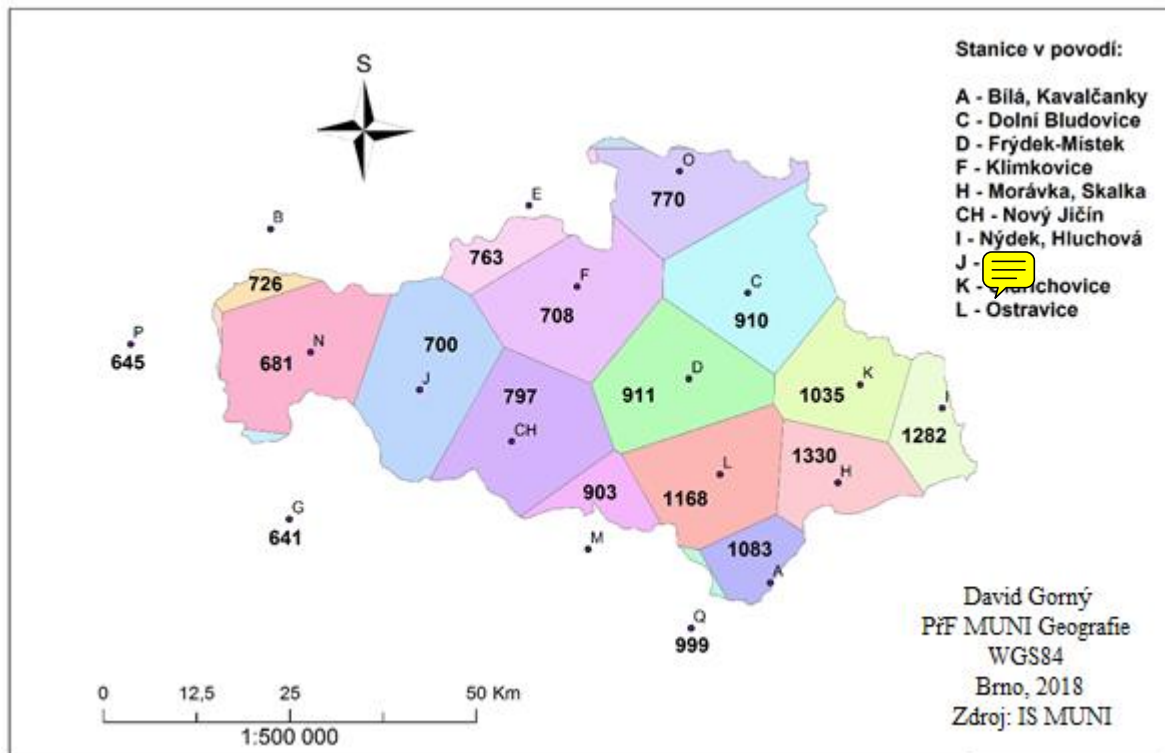 S
Stanice v povodí:
A - Bílá, Kavalčanky
C - Dolní Bludovice
D - Frýdek-Místek
F - Klimkovice
H - Morávka, Skalka
CH - Nový Jičín
I - Nýdek, Hluchová
J -
K -
L - Ostravice
O
770
E
B
763
F
708
726
C
910
P
645
N
681
700
J
D
911
K
1035
797
CH
I
1282
1330
H
L
1168
903
G
641
M
1083
A
Q
999
David Gorný
PřF MUNI Geografie
WGS84
Brno, 2018
Zdroj: IS MUNI
0 12,5 25 50 Km
1:500 000